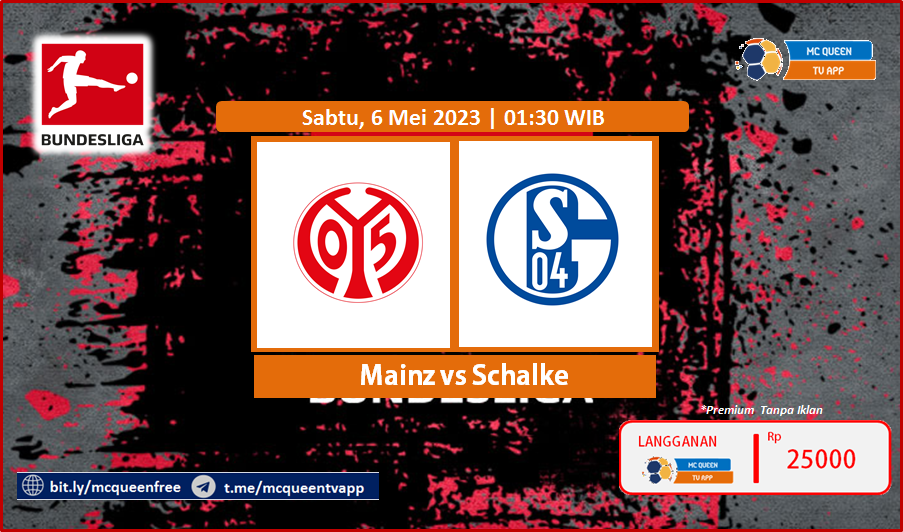 BUNDESLIGA
MC QUEEN
TV APP
Sabtu, 6 Mei 2023 | 01:30 WIB
05
S
04
Mainz vs Schalke
BUNDESLIGA
*Premium Tanpa Iklan
LANGGANAN
MC QUEEN
TV APP
Rp
25000
bit.ly/mcqueenfree
t.me/mcqueentvapp